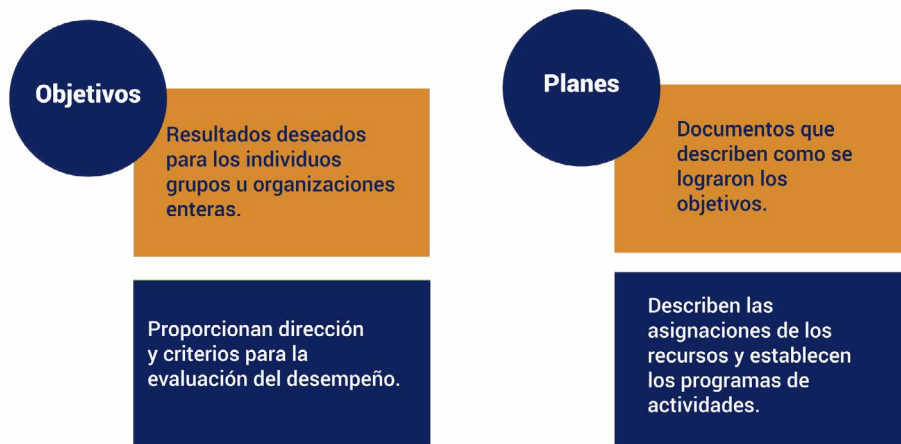 Objetivos
Resultados deseados
para los individuos
grupos u organizaciones
enteras.
Proporcionan dirección
y criterios para la
evaluación del desempeño.
Planes
Documentos que
describen como se
lograron los
objetivos.
Describen las
asignaciones de los
recursos y establecen
los programas de
actividades.